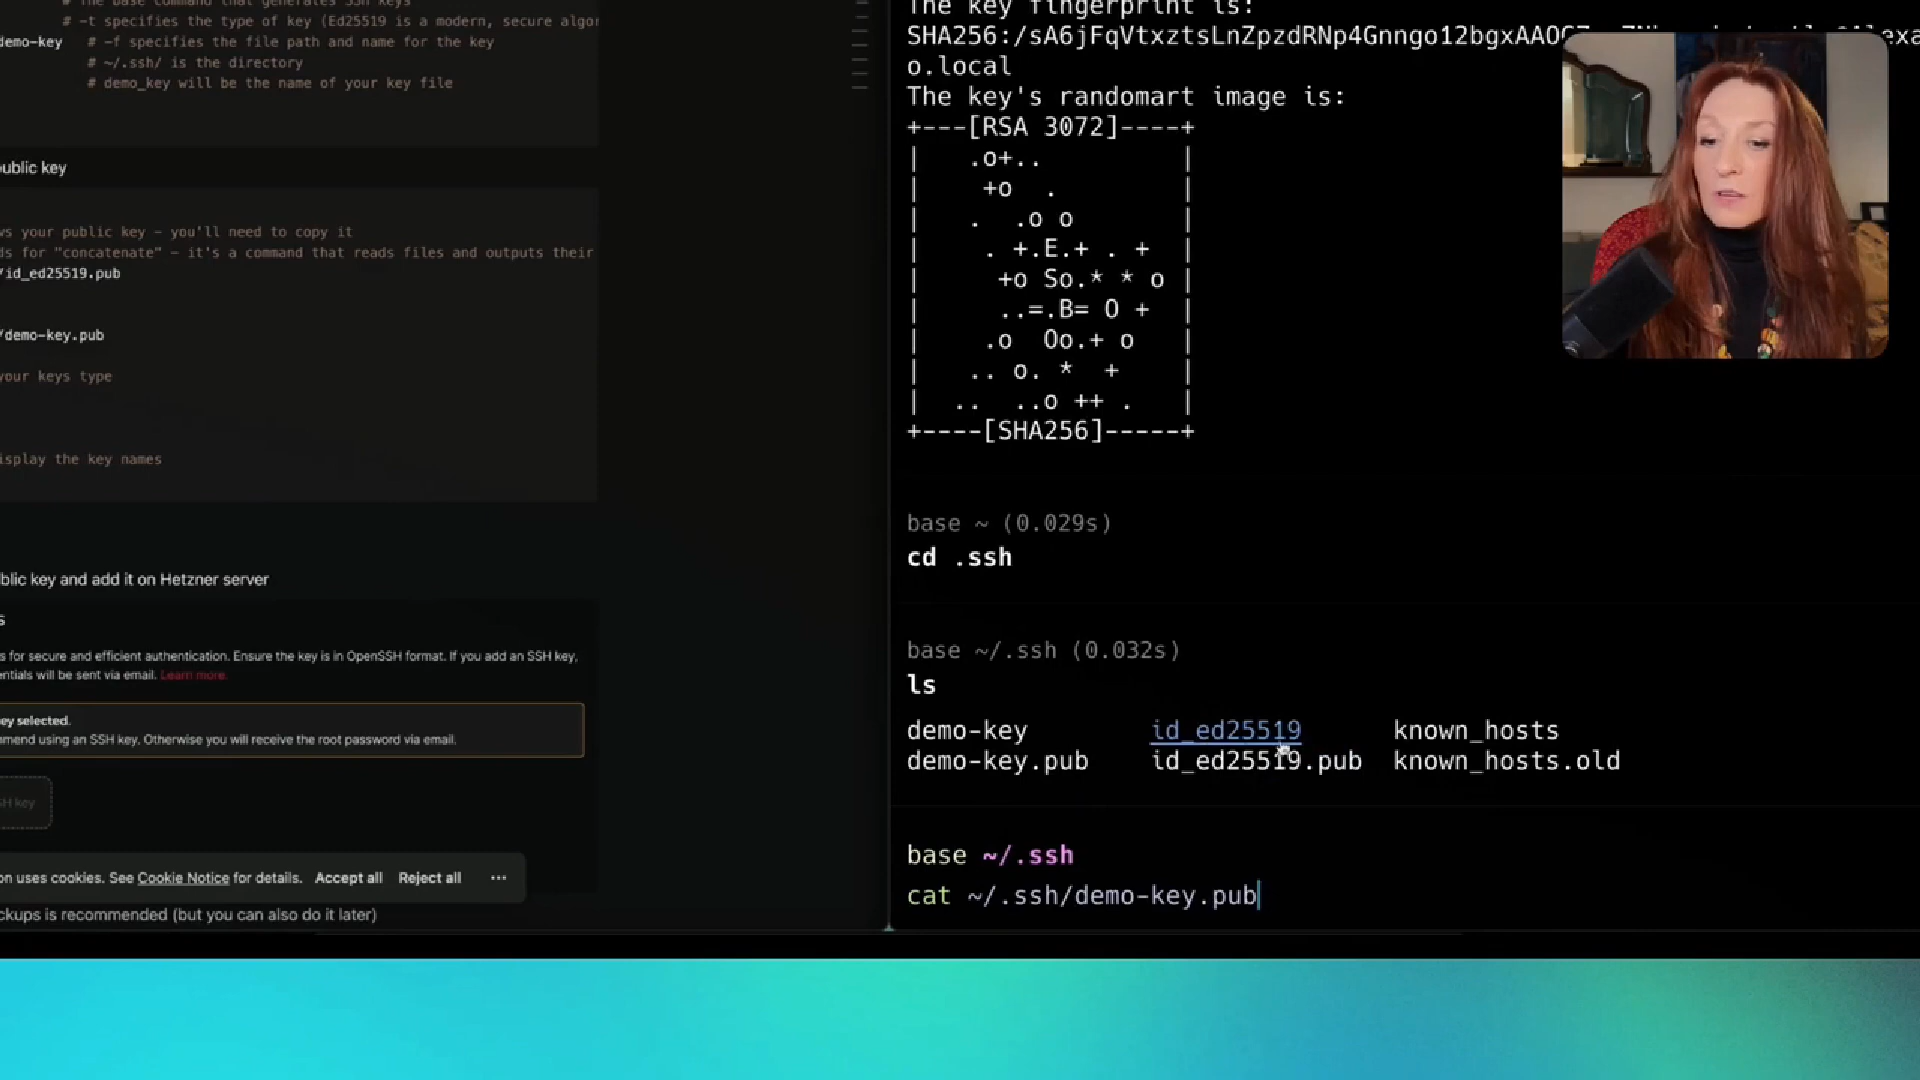 # -t specifies the type of key (Ed25519 is a modern, secure algor
demo-key # -f specifies the file path and name for the key
# ~/.ssh/ is the directory
# demo_key will be the name of your key file
ublic key
ws your public key – you'll need to copy it
ds for "concatenate" – it's a command that reads files and outputs their
/id_ed25519.pub
/demo-key.pub
your keys type
isplay the key names
blic key and add it on Hetzner server
s
s for secure and efficient authentication. Ensure the key is in OpenSSH format. If you add an SSH key,
entials will be sent via email. Learn more.
ey selected.
mmend using an SSH key. Otherwise you will receive the root password via email.
SH key
on uses cookies. See Cookie Notice for details. Accept all Reject all ···
ckups is recommended (but you can also do it later)
The key fingerprint is:
o.local
The key's randomart image is:
+---[RSA 3072]----+
|    .o+..          |
|     +o  .         |
|    .  .o o        |
|     . +.E.+ . +   |
|      +o So.* * o  |
|      ..=.B= O +   |
|     .o  Oo.+ o    |
|    .. o. *  +     |
|   ..  ..o ++ .    |
+----[SHA256]-----+
base ~ (0.029s)
cd .ssh
base ~/.ssh (0.032s)
ls
demo-key id_ed25519 known_hosts
demo-key.pub id_ed25519.pub known_hosts.old
base ~/.ssh
cat ~/.ssh/demo-key.pub